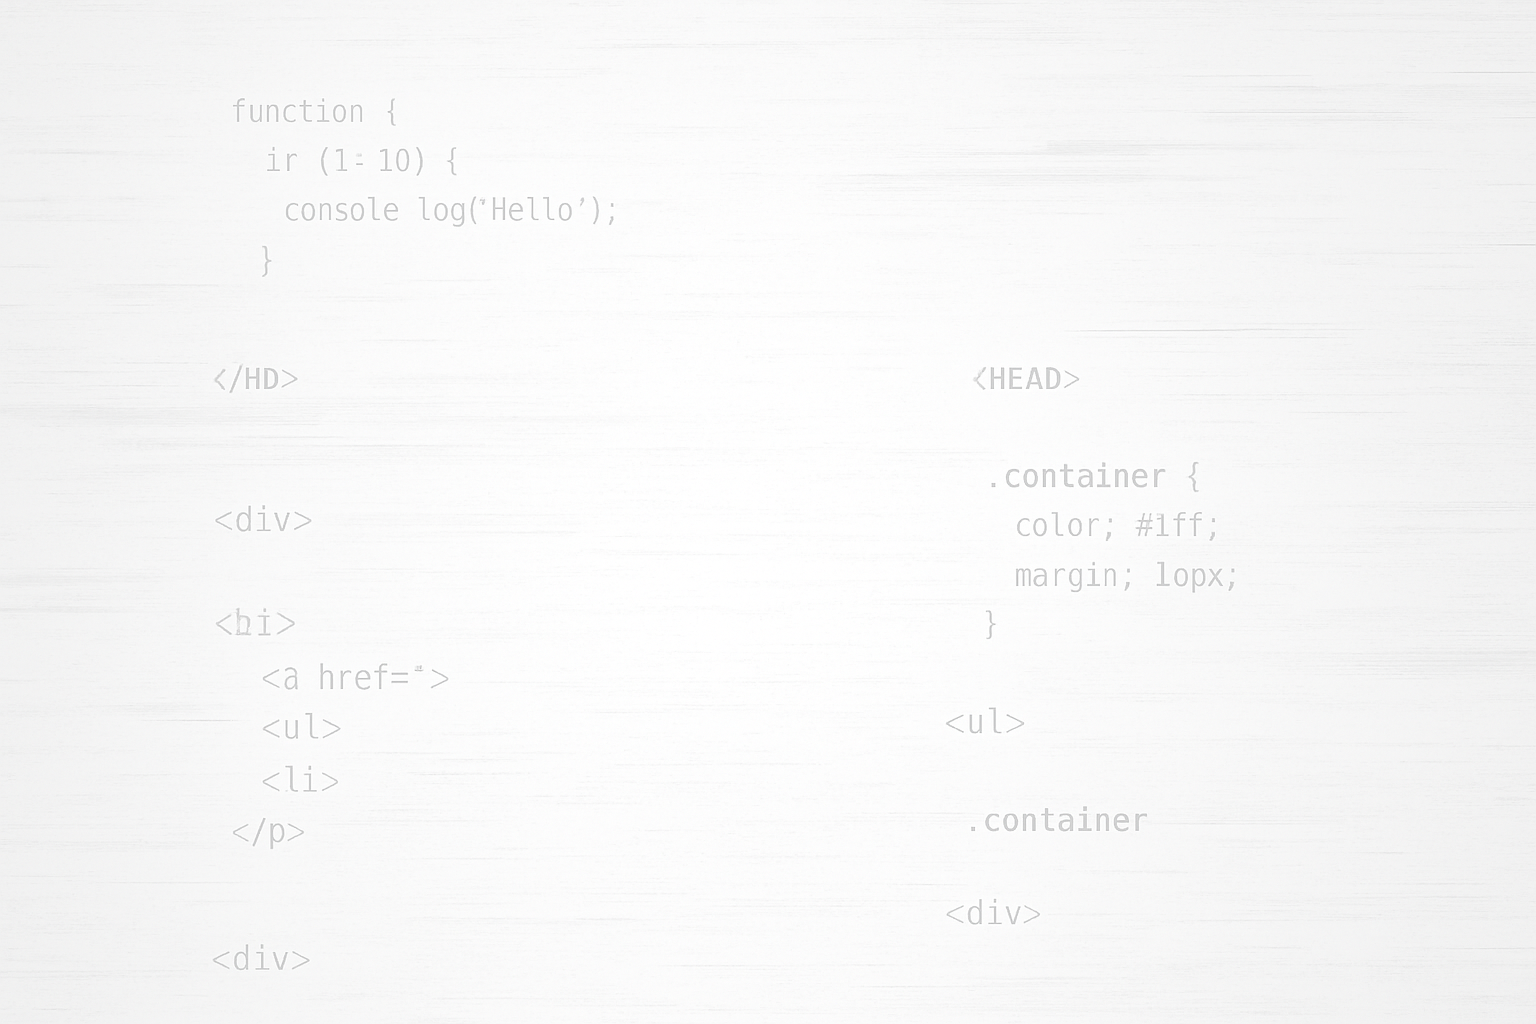 function {
ir (1- 10) {
console log('Hello');
}
</HD>
<div>
<hi>
<a href=">
<ul>
<li>
</p>
<div>
<HEAD>
.container {
color; #1ff;
margin; 1opx;
}
<ul>
.container
<div>